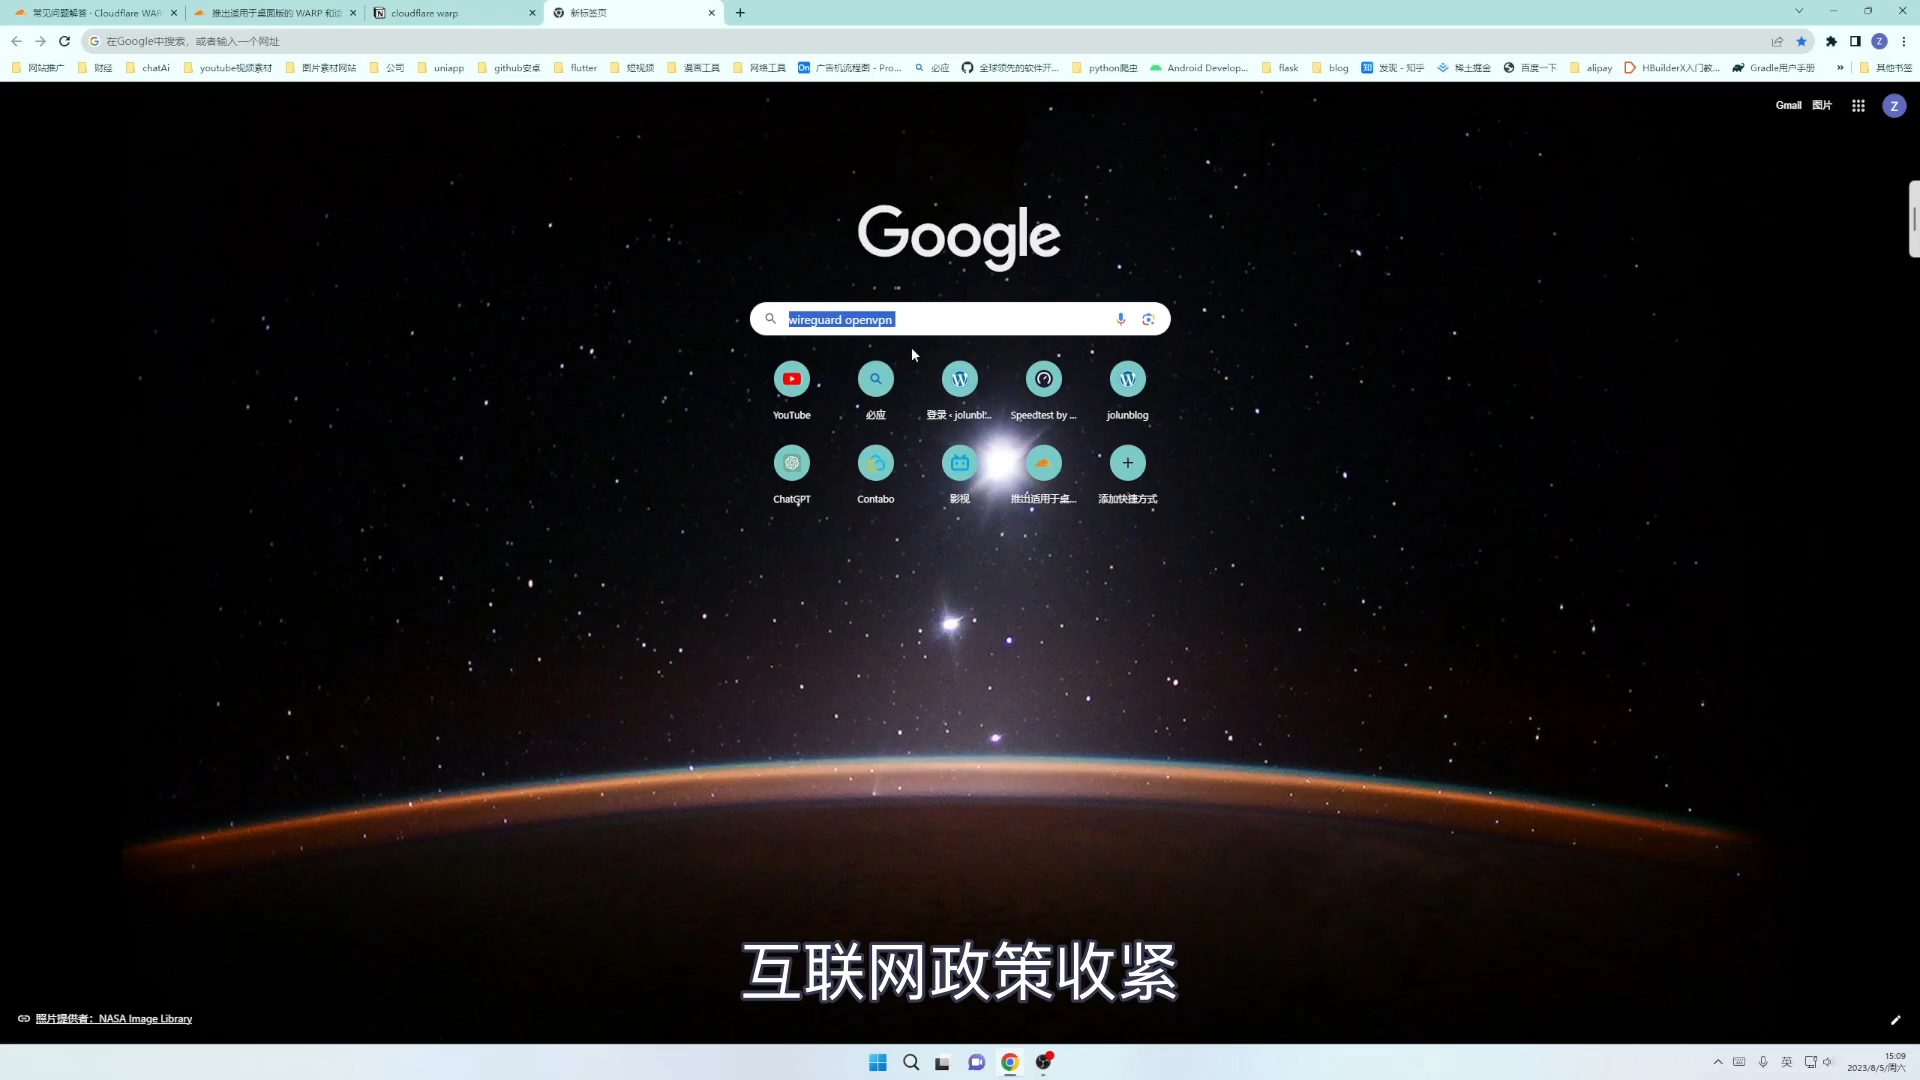 常见问题解答 · Cloudflare WAR
推出适用于桌面版的 WARP 和适
cloudflare warp
新标签页
在Google中搜索，或者输入一个网址
网站推广
财经
chatAi
youtube视频素材
图片素材网站
公司
uniapp
github安卓
flutter
短视频
漫画工具
网络工具
On
广告机流程图 - Pro...
必应
全球领先的软件开...
python爬虫
Android Develop...
flask
blog
知
发现 - 知乎
稀土掘金
百度一下
alipay
HBuilderX入门教...
Gradle用户手册
»
其他书签
Gmail
图片
Z
Google
wireguard openvpn
YouTube
必应
登录 ‹ jolunbl...
Speedtest by ...
jolunblog
ChatGPT
Contabo
影视
推出适用于桌...
添加快捷方式
互联网政策收紧
照片提供者：NASA Image Library
英
15:09
2023/8/5/周六